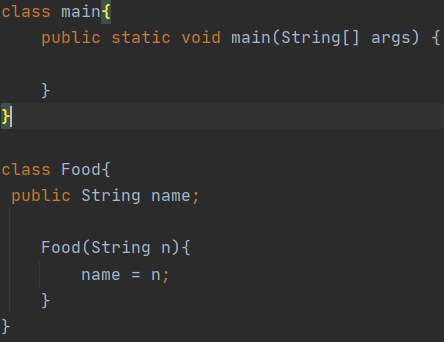 class main{
    public static void main(String[] args) {

    }
}

class Food{
 public String name;

    Food(String n){
        name = n;
    }
}